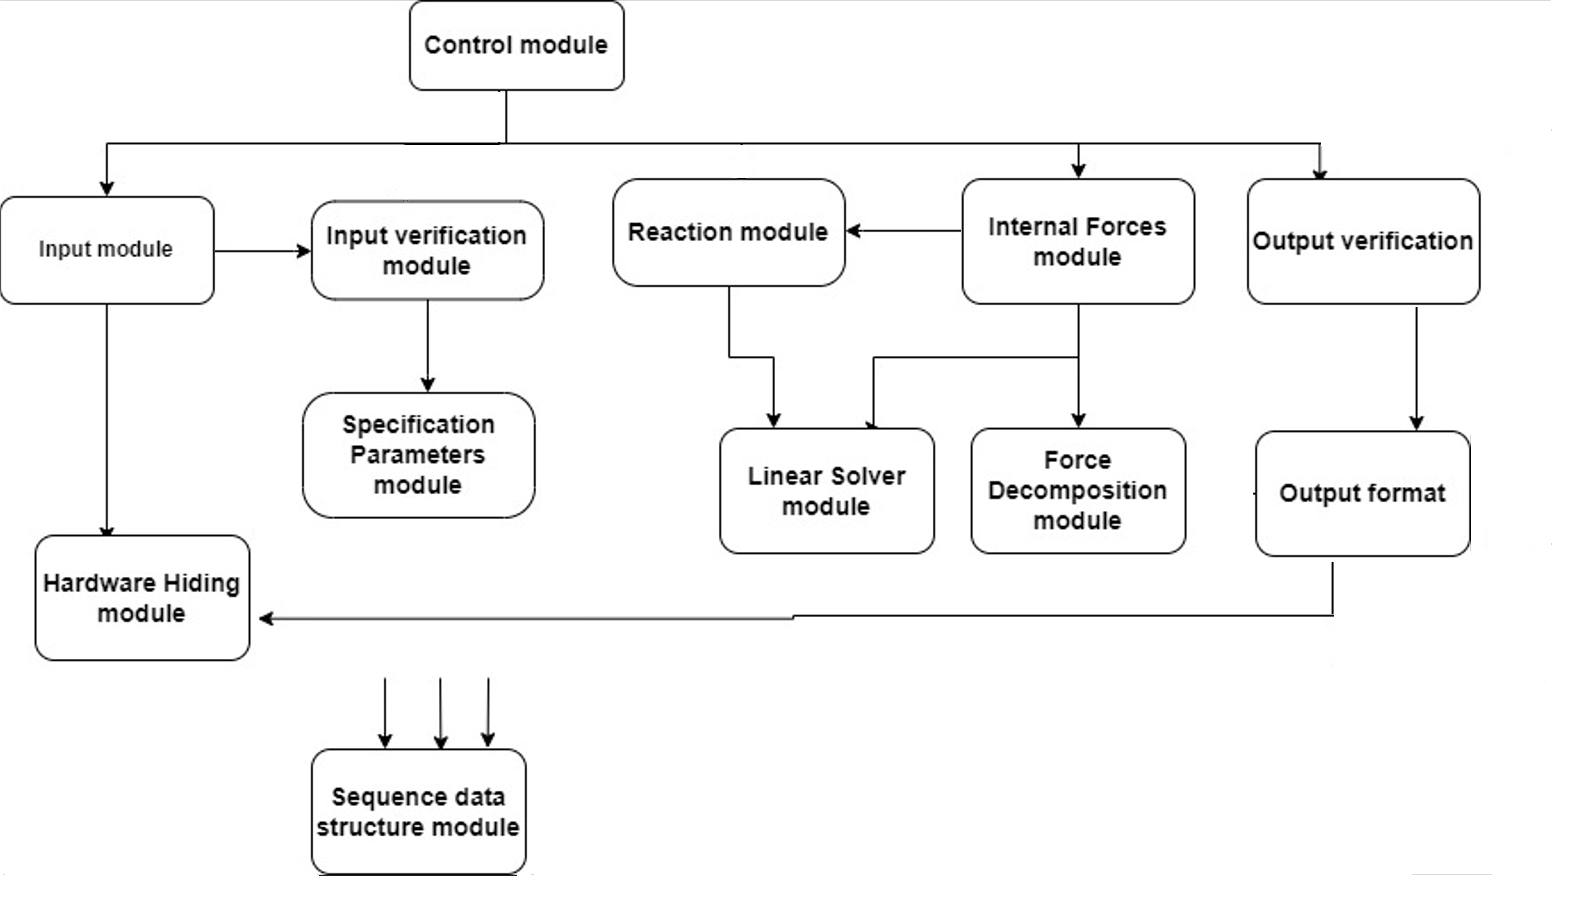 Control module
Input module
Input verification
module
Reaction module
Internal Forces
module
Output verification
Specification
Parameters
module
Linear Solver
module
Force
Decomposition
module
Output format
Hardware Hiding
module
Sequence data
structure module